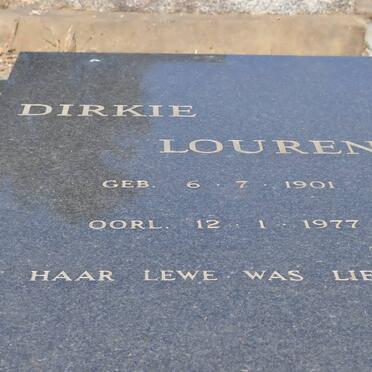 DIRKIE
LOUREN
GEB. 6 · 7 · 1901
OORL. 12 · 1 · 1977
HAAR LEWE WAS LIE